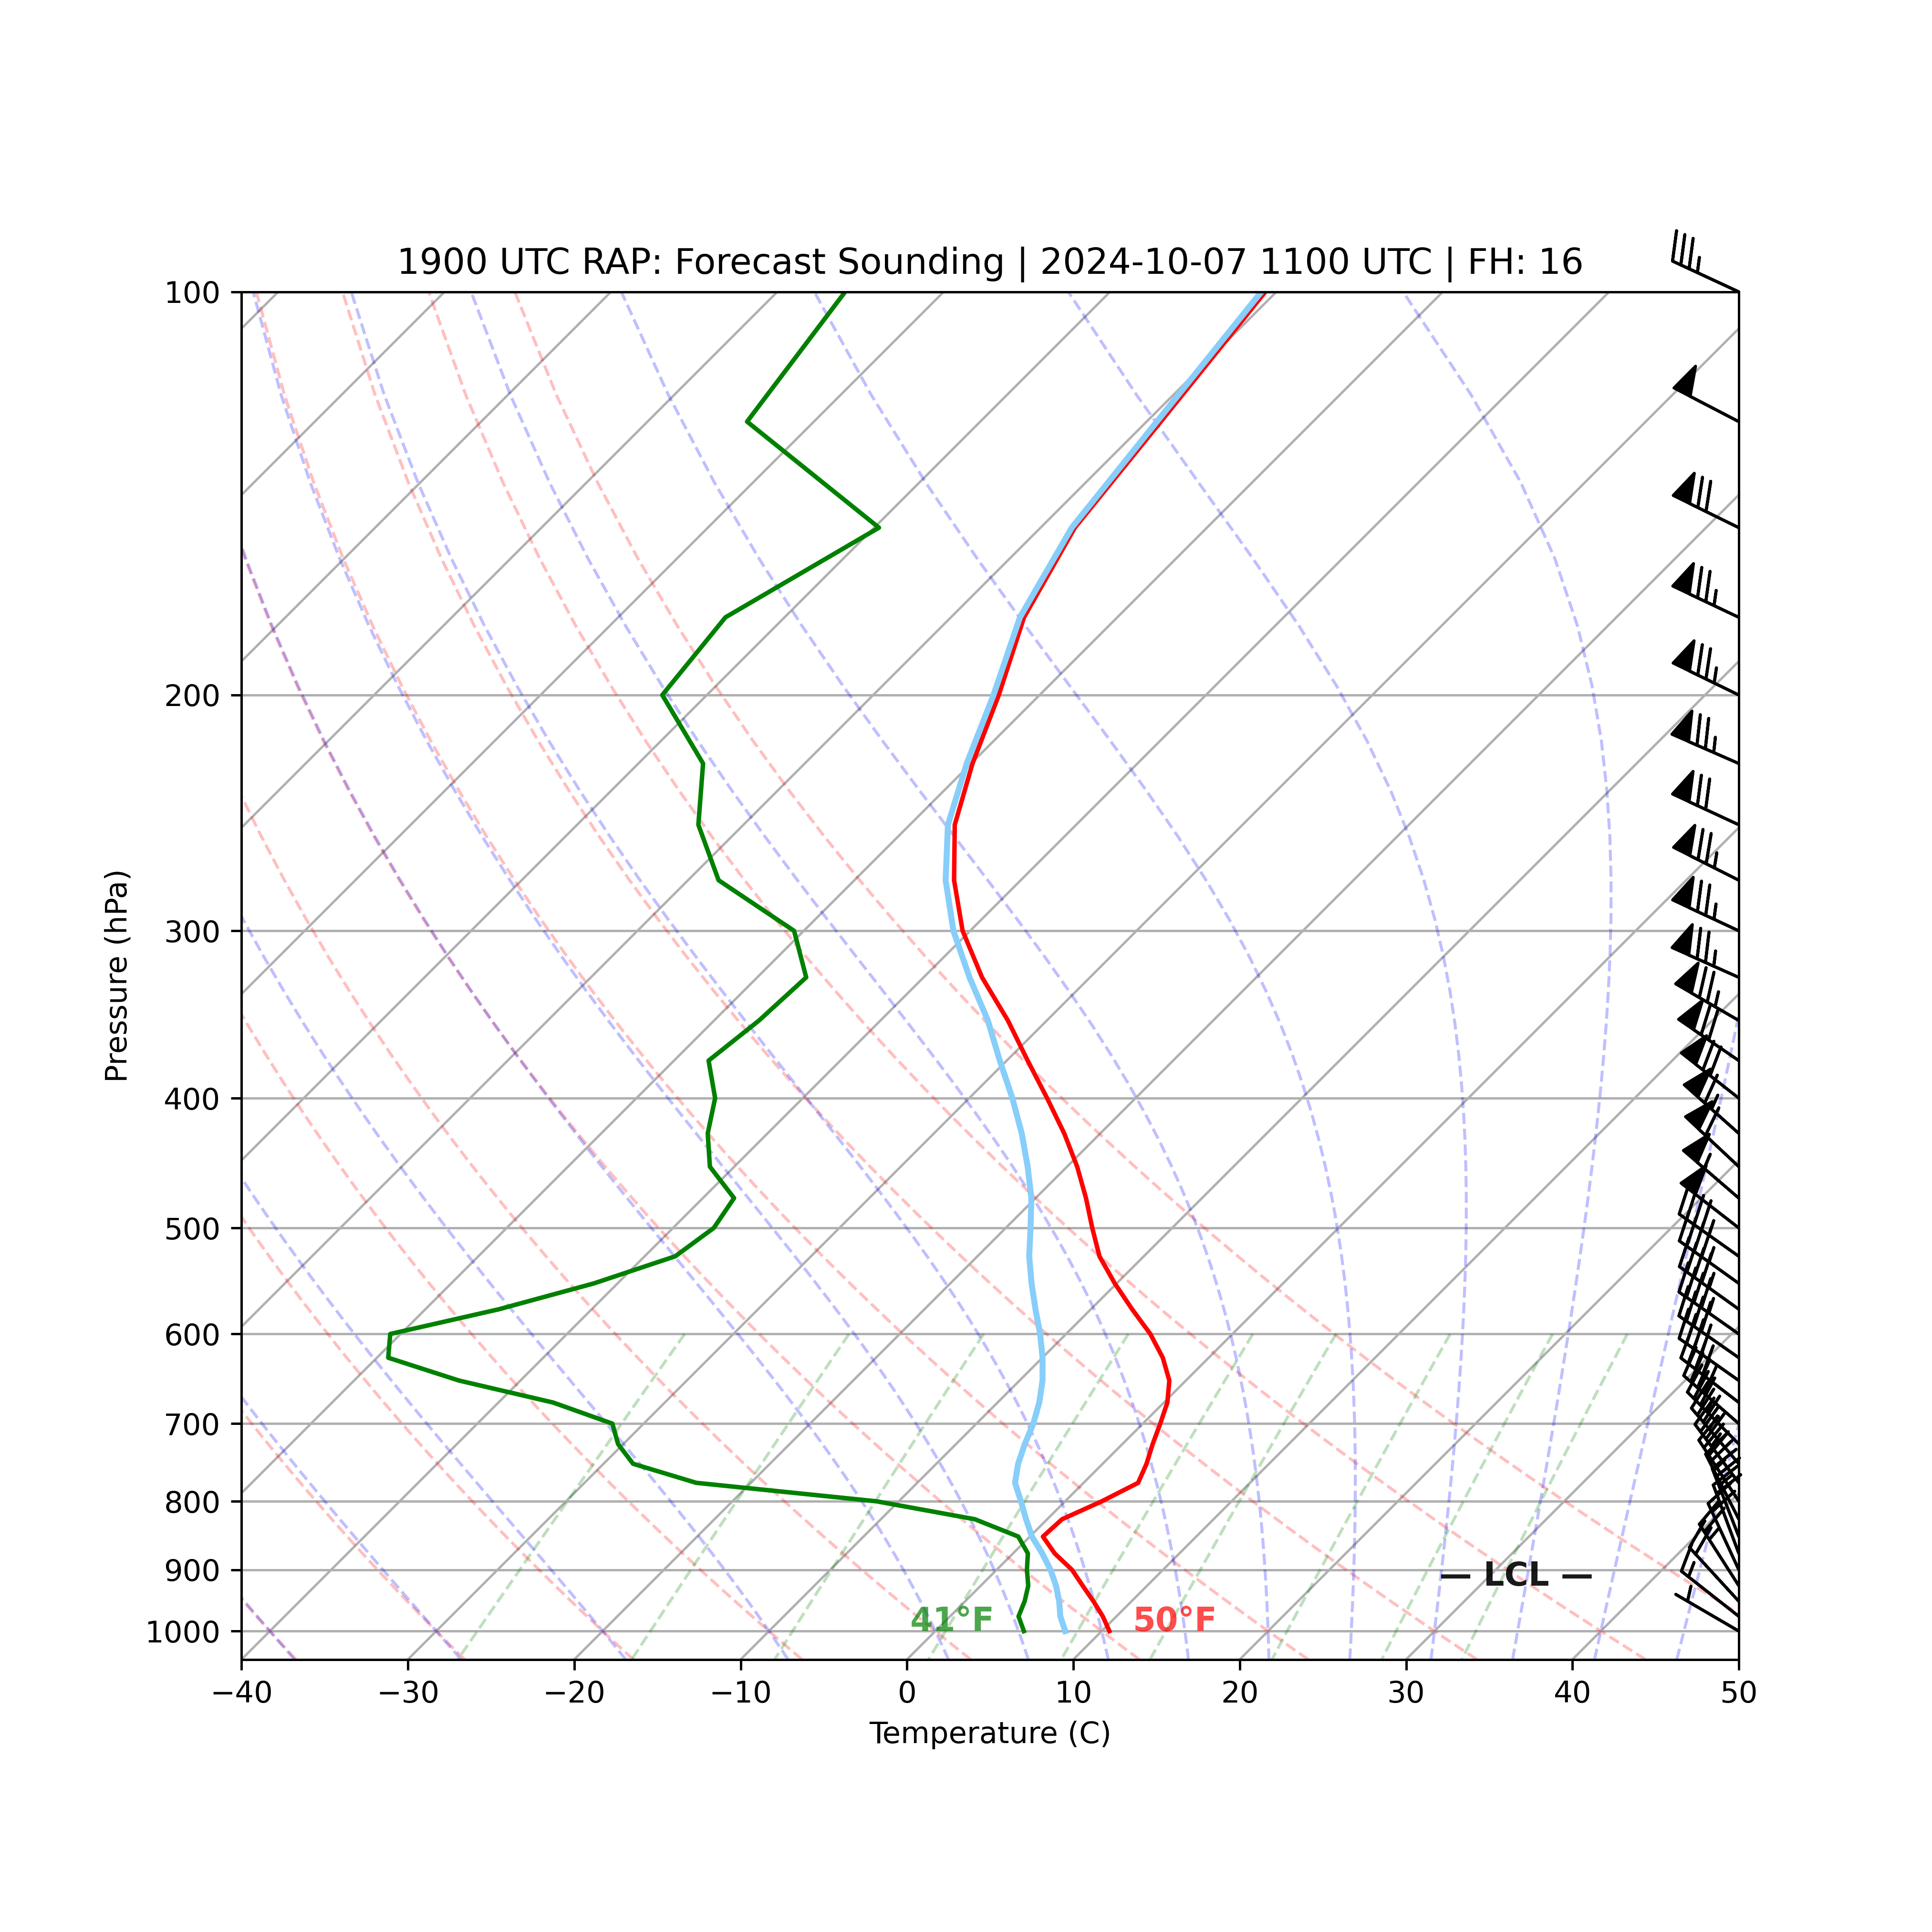 1900 UTC RAP: Forecast Sounding | 2024-10-07 1100 UTC | FH: 16
100
200
300
400
500
600
700
800
900
1000
Pressure (hPa)
— LCL —
41°F
50°F
−40 −30 −20 −10 0 10 20 30 40 50
Temperature (C)